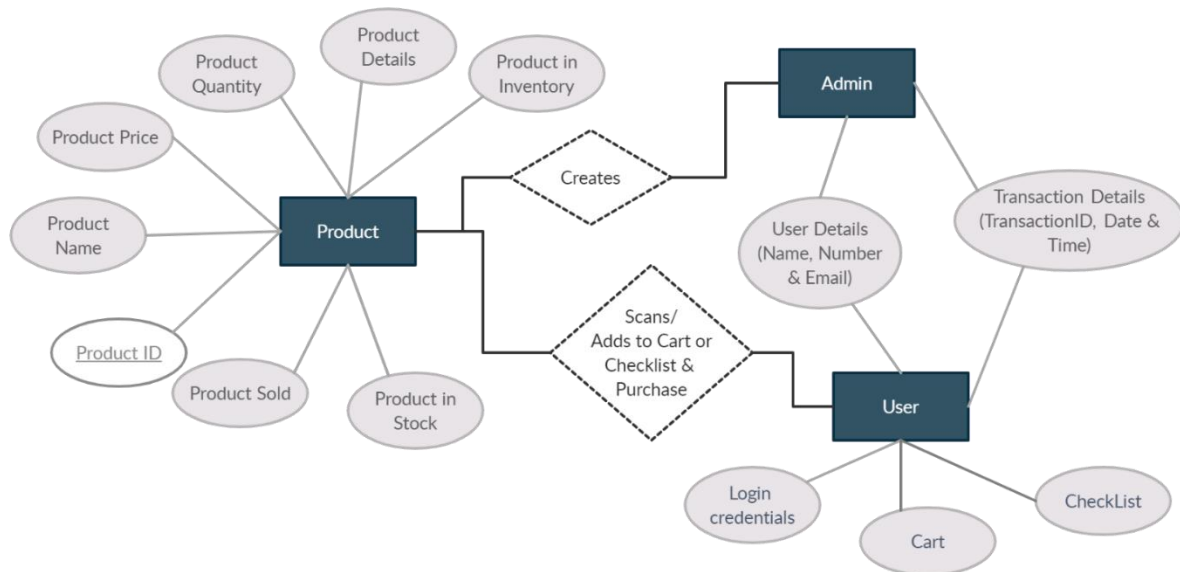 Product
Details
Product
Quantity
Product in
Inventory
Admin
Product Price
Creates
Product
Name
Product
User Details
(Name, Number
& Email)
Transaction Details
(TransactionID, Date &
Time)
Scans/
Adds to Cart or
Checklist &
Purchase
Product ID
Product Sold
Product in
Stock
User
Login
credentials
Cart
CheckList